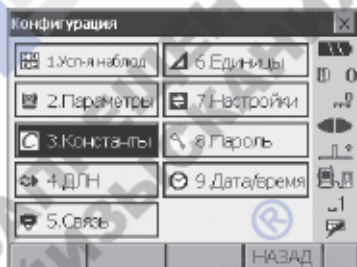 Конфигурация
1.Усл-я наблюд
6.Единицы
2.Параметры
7.Настройки
3.Константы
8.Пароль
4.ДЛН
9.Дата/время
5.Связь
НАЗАД